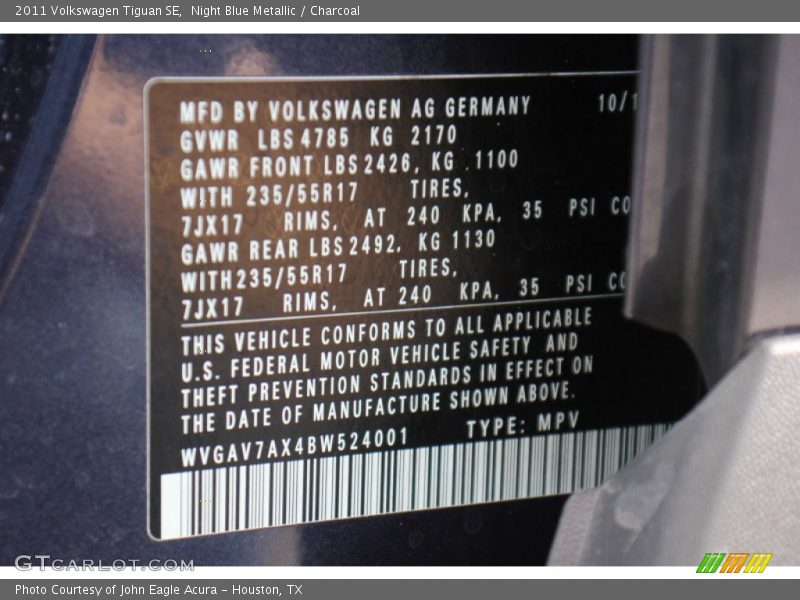 2011 Volkswagen Tiguan SE, Night Blue Metallic / Charcoal
MFD BY VOLKSWAGEN AG GERMANY 10/1
GVWR LBS 4785 KG 2170
GAWR FRONT LBS 2426, KG 1100
WITH 235/55R17 TIRES,
7JX17 RIMS, AT 240 KPA, 35 PSI CO
GAWR REAR LBS 2492, KG 1130
WITH 235/55R17 TIRES,
7JX17 RIMS, AT 240 KPA, 35 PSI CO
THIS VEHICLE CONFORMS TO ALL APPLICABLE
U.S. FEDERAL MOTOR VEHICLE SAFETY AND
THEFT PREVENTION STANDARDS IN EFFECT ON
THE DATE OF MANUFACTURE SHOWN ABOVE.
WVGAV7AX4BW524001 TYPE: MPV
GTCARLOT.COM
Photo Courtesy of John Eagle Acura - Houston, TX